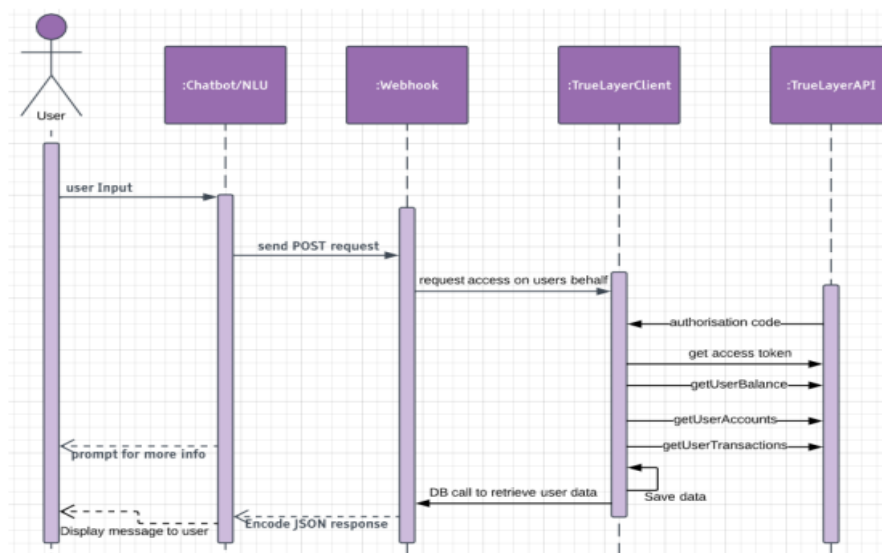 :Chatbot/NLU
:Webhook
:TrueLayerClient
:TrueLayerAPI
User
user Input
send POST request
request access on users behalf
authorisation code
get access token
getUserBalance
getUserAccounts
getUserTransactions
prompt for more info
DB call to retrieve user data
Save data
Encode JSON response
Display message to user